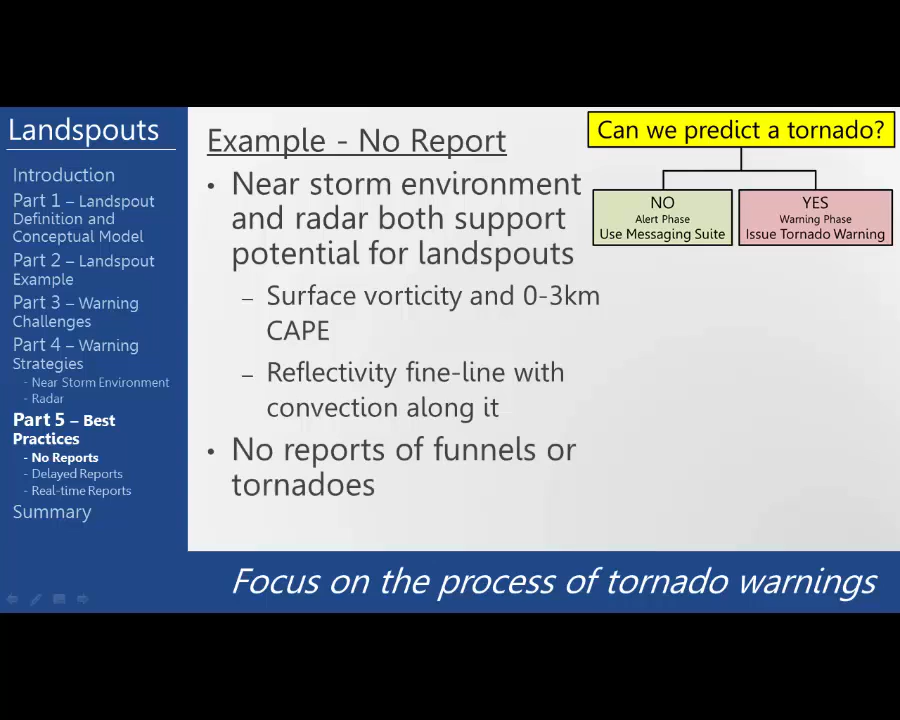 Landspouts
Introduction
Part 1 – Landspout
Definition and
Conceptual Model
Part 2 – Landspout
Example
Part 3 – Warning
Challenges
Part 4 – Warning
Strategies
- Near Storm Environment
- Radar
Part 5 – Best
Practices
- No Reports
- Delayed Reports
- Real-time Reports
Summary
Example - No Report
• Near storm environment
and radar both support
potential for landspouts
– Surface vorticity and 0-3km
CAPE
– Reflectivity fine-line with
convection along it
• No reports of funnels or
tornadoes
Can we predict a tornado?
NO
Alert Phase
Use Messaging Suite
YES
Warning Phase
Issue Tornado Warning
Focus on the process of tornado warnings